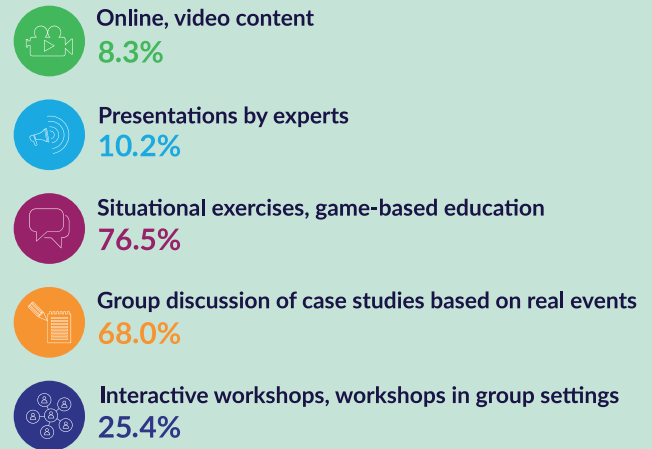 Online, video content
8.3%
Presentations by experts
10.2%
Situational exercises, game-based education
76.5%
Group discussion of case studies based on real events
68.0%
Interactive workshops, workshops in group settings
25.4%